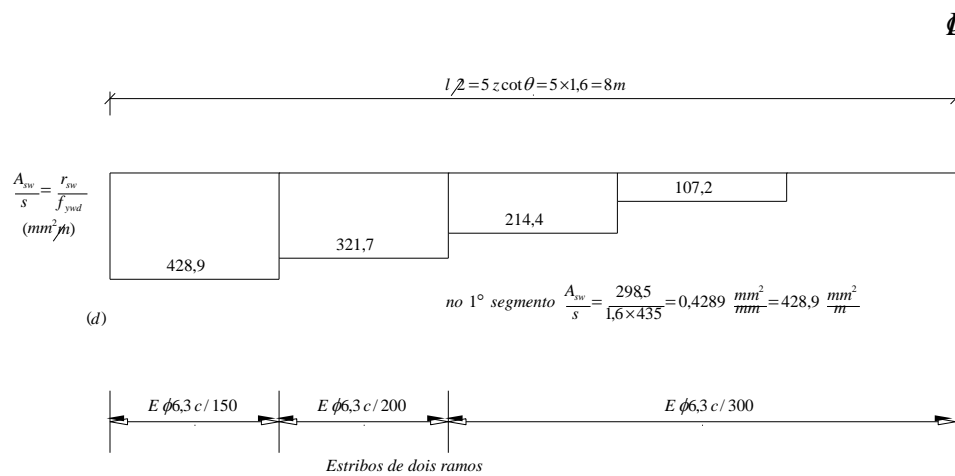 l/2=5 z cot θ=5×1,6=8m
A_sw/s = r_sw/f_ywd
(mm²/m)
107,2
214,4
321,7
428,9
no 1° segmento A_sw/s = 298,5/1,6×435 = 0,4289 mm²/mm = 428,9 mm²/m
(d)
E ϕ6,3 c/150 E ϕ6,3 c/200 E ϕ6,3 c/300
Estribos de dois ramos